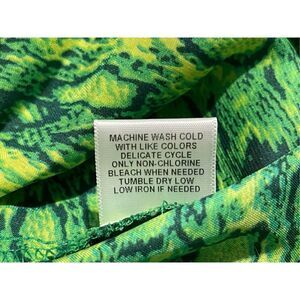 MACHINE WASH COLD
WITH LIKE COLORS
DELICATE CYCLE
ONLY NON-CHLORINE
BLEACH WHEN NEEDED
TUMBLE DRY LOW
LOW IRON IF NEEDED